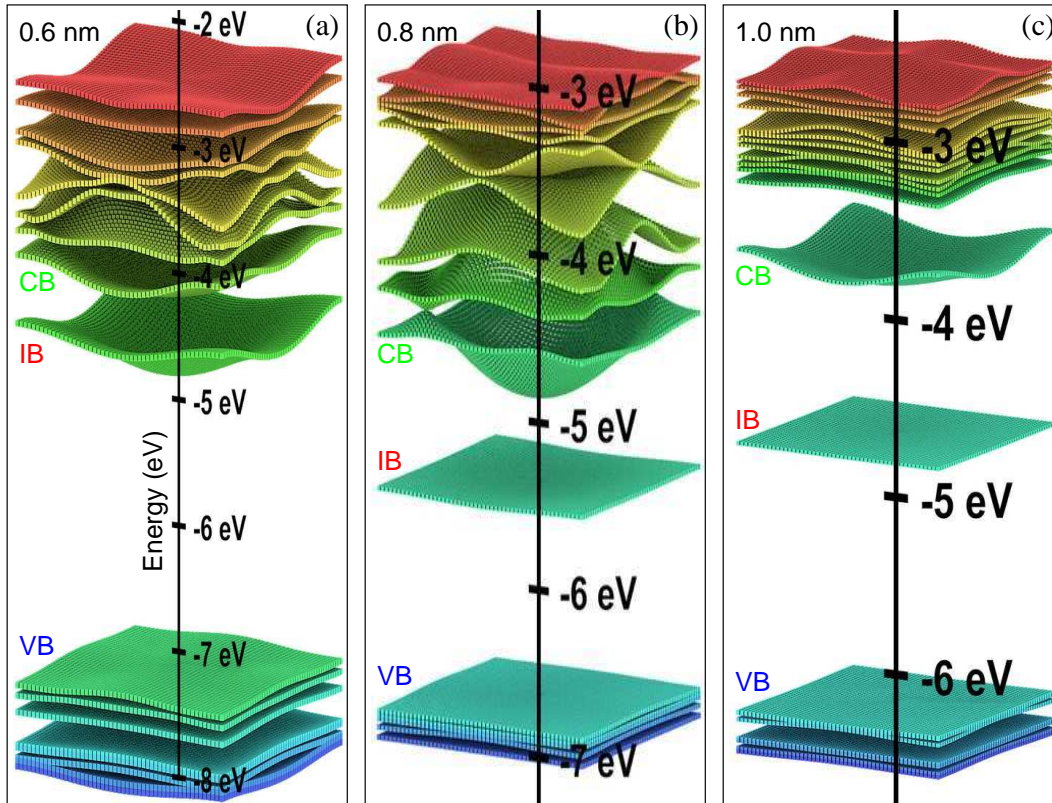 0.6 nm
(a)
-2 eV
-3 eV
-4 eV
CB
IB
-5 eV
Energy (eV)
-6 eV
VB
-7 eV
-8 eV
0.8 nm
(b)
-3 eV
-4 eV
CB
-5 eV
IB
-6 eV
VB
-7 eV
1.0 nm
(c)
-3 eV
CB
-4 eV
IB
-5 eV
VB
-6 eV